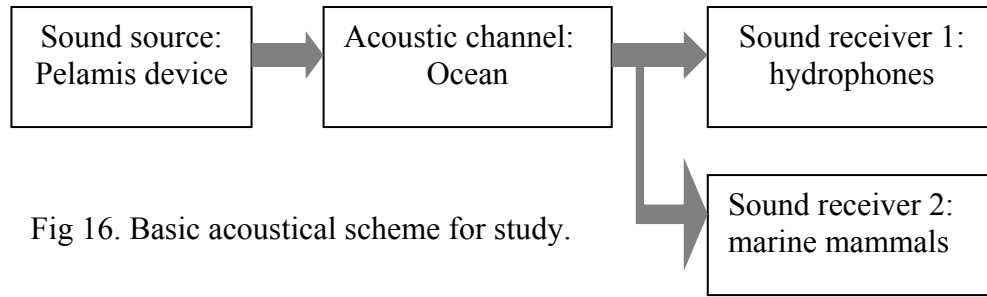 Sound source:
Pelamis device
Acoustic channel:
Ocean
Sound receiver 1:
hydrophones
Sound receiver 2:
marine mammals
Fig 16. Basic acoustical scheme for study.